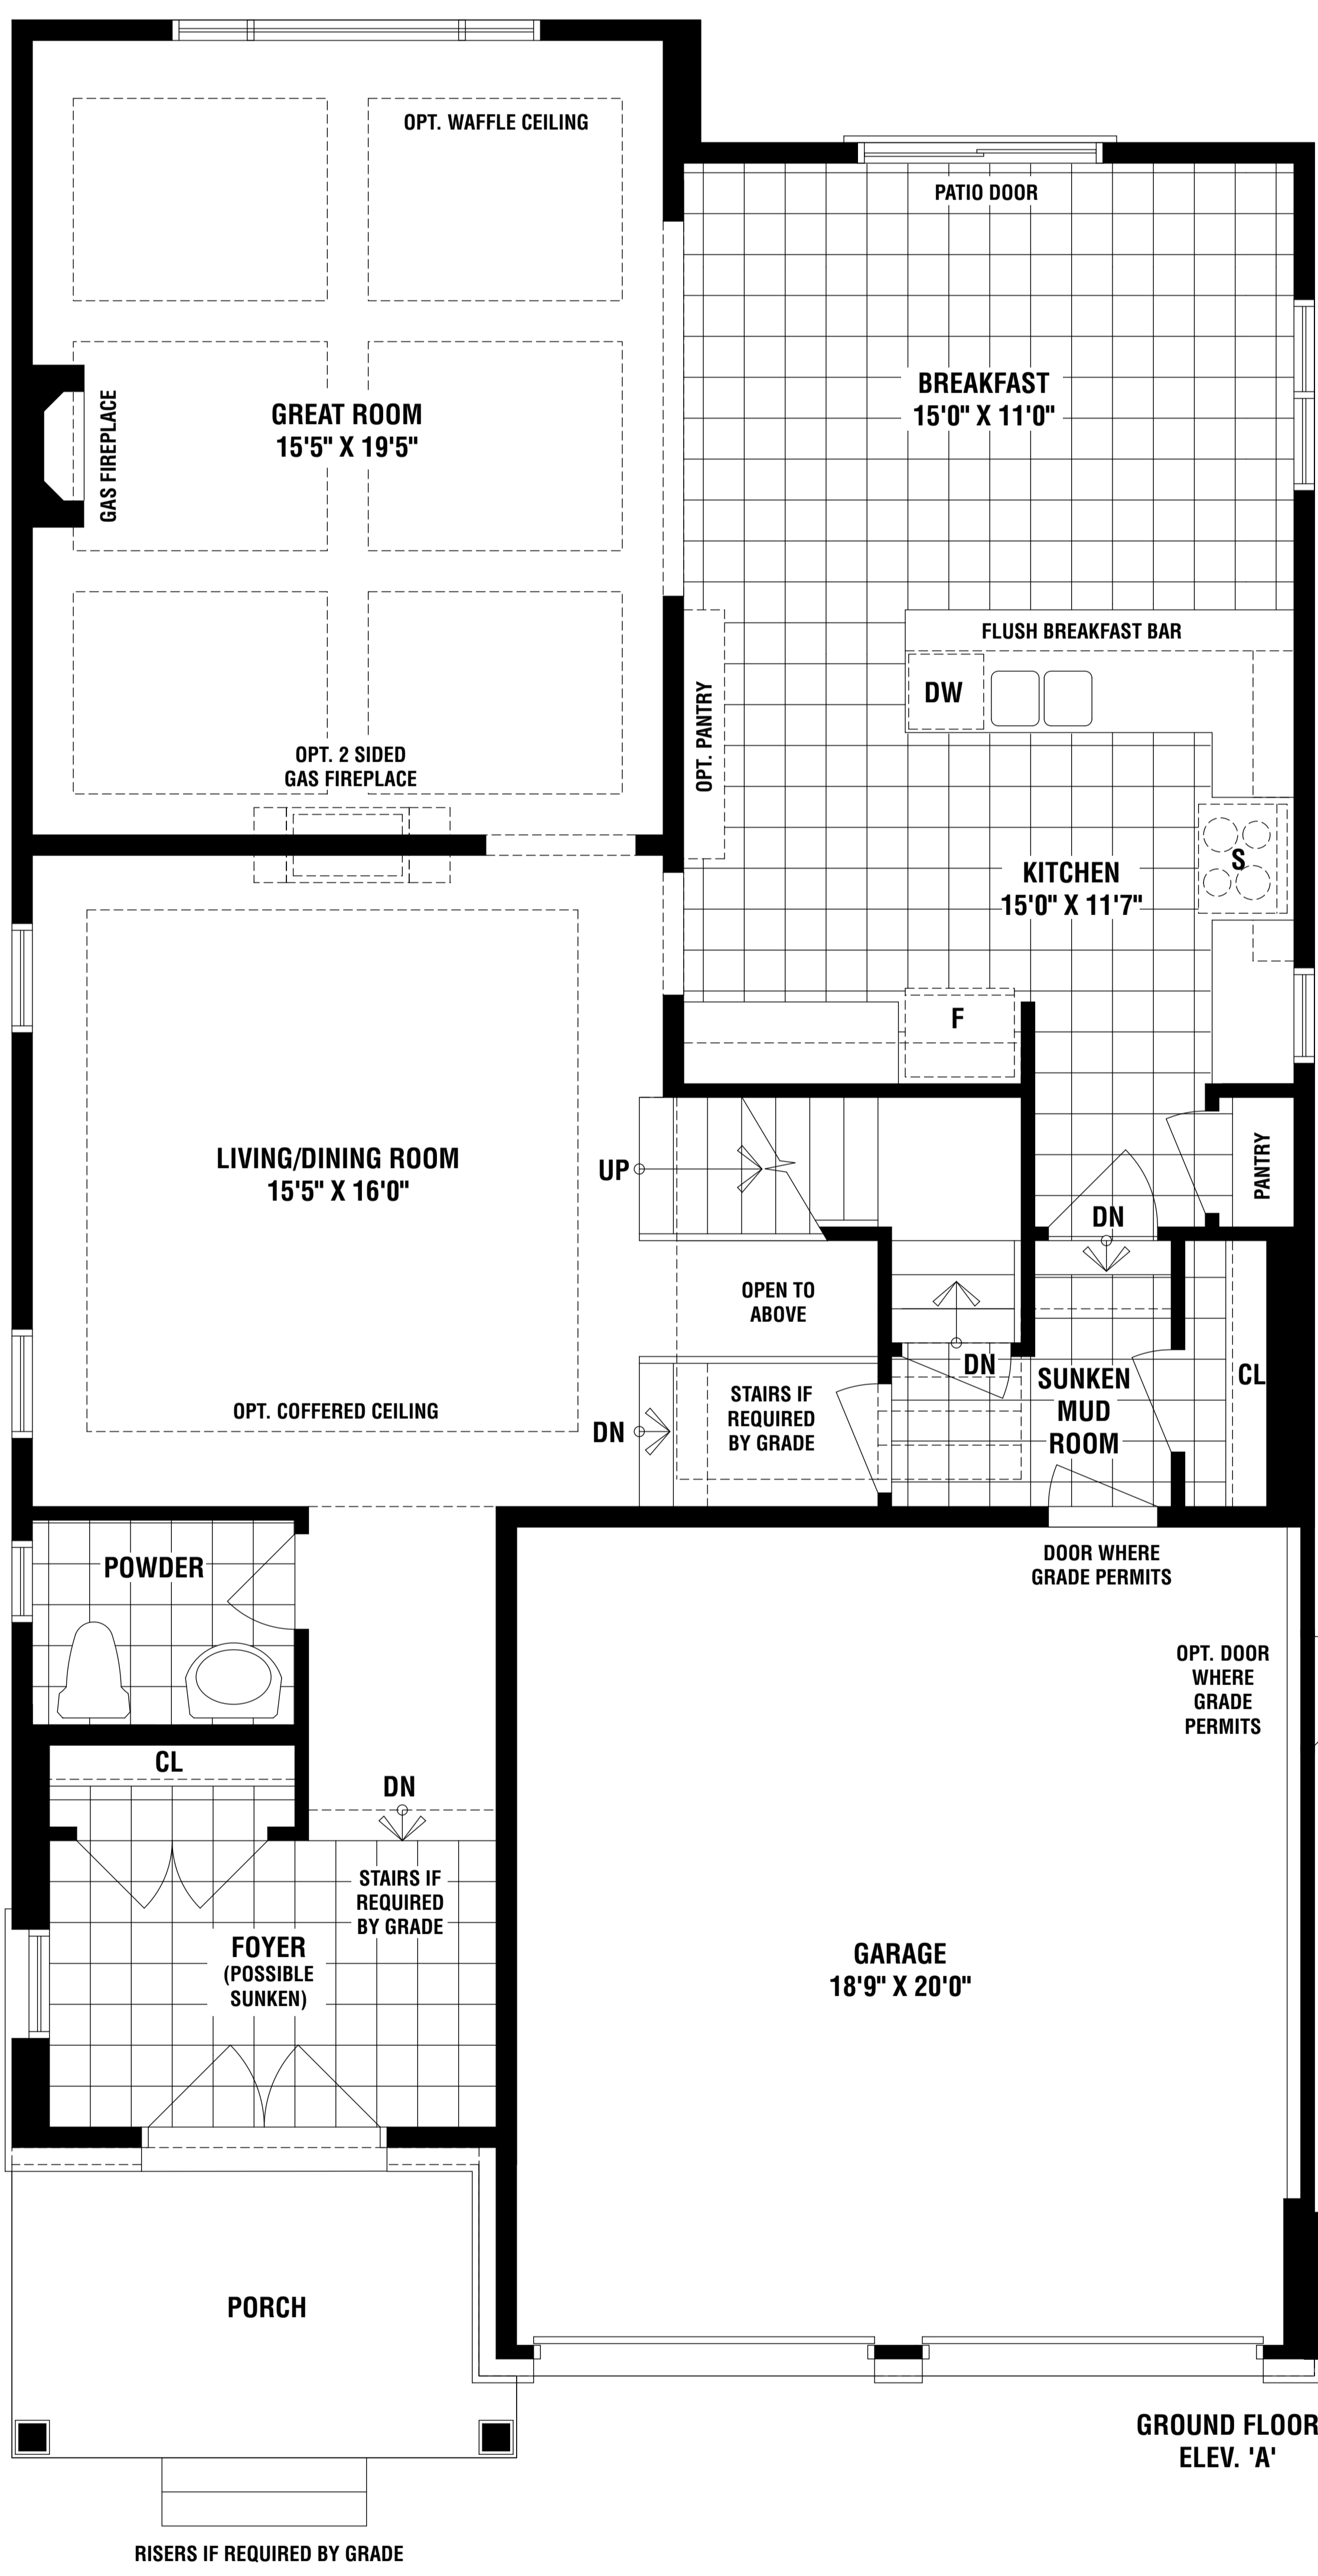 OPT. WAFFLE CEILING
PATIO DOOR
BREAKFAST
15'0" X 11'0"
GREAT ROOM
15'5" X 19'5"
GAS FIREPLACE
FLUSH BREAKFAST BAR
DW
OPT. PANTRY
OPT. 2 SIDED
GAS FIREPLACE
S
KITCHEN
15'0" X 11'7"
F
LIVING/DINING ROOM
15'5" X 16'0"
UP
PANTRY
DN
OPEN TO
ABOVE
DN
SUNKEN
MUD
ROOM
CL
STAIRS IF
REQUIRED
BY GRADE
DN
OPT. COFFERED CEILING
POWDER
DOOR WHERE
GRADE PERMITS
OPT. DOOR
WHERE
GRADE
PERMITS
CL
DN
STAIRS IF
REQUIRED
BY GRADE
FOYER
(POSSIBLE
SUNKEN)
GARAGE
18'9" X 20'0"
PORCH
GROUND FLOOR
ELEV. 'A'
RISERS IF REQUIRED BY GRADE